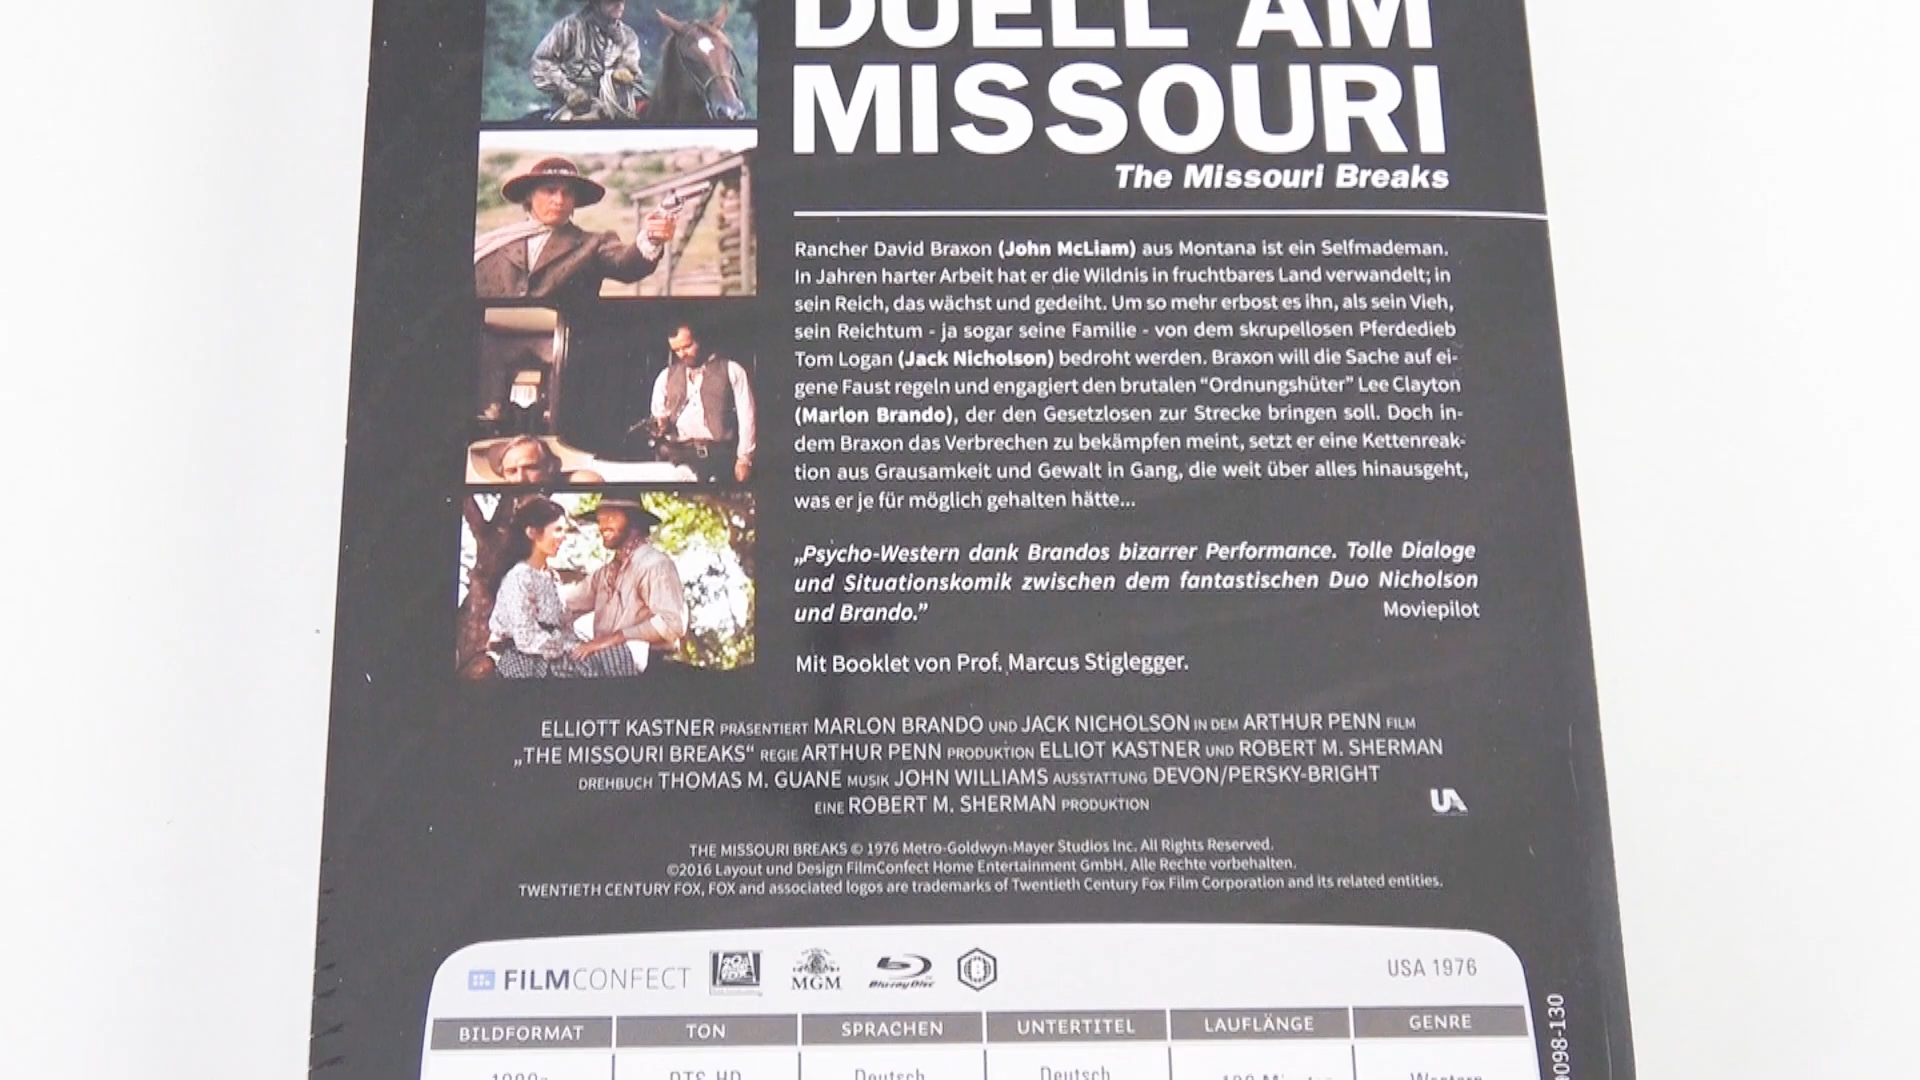 DUELL AM
MISSOURI
The Missouri Breaks
Rancher David Braxon (John McLiam) aus Montana ist ein Selfmademan.
In Jahren harter Arbeit hat er die Wildnis in fruchtbares Land verwandelt; in
sein Reich, das wächst und gedeiht. Um so mehr erbost es ihn, als sein Vieh,
sein Reichtum - ja sogar seine Familie - von dem skrupellosen Pferdedieb
Tom Logan (Jack Nicholson) bedroht werden. Braxon will die Sache auf ei-
gene Faust regeln und engagiert den brutalen “Ordnungshüter” Lee Clayton
(Marlon Brando), der den Gesetzlosen zur Strecke bringen soll. Doch in-
dem Braxon das Verbrechen zu bekämpfen meint, setzt er eine Kettenreak-
tion aus Grausamkeit und Gewalt in Gang, die weit über alles hinausgeht,
was er je für möglich gehalten hätte...
„Psycho-Western dank Brandos bizarrer Performance. Tolle Dialoge
und Situationskomik zwischen dem fantastischen Duo Nicholson
und Brando.” Moviepilot
Mit Booklet von Prof. Marcus Stiglegger.
ELLIOTT KASTNER PRÄSENTIERT MARLON BRANDO UND JACK NICHOLSON IN DEM ARTHUR PENN FILM
„THE MISSOURI BREAKS“ REGIE ARTHUR PENN PRODUKTION ELLIOT KASTNER UND ROBERT M. SHERMAN
DREHBUCH THOMAS M. GUANE MUSIK JOHN WILLIAMS AUSSTATTUNG DEVON/PERSKY-BRIGHT
EINE ROBERT M. SHERMAN PRODUKTION
UA
THE MISSOURI BREAKS © 1976 Metro-Goldwyn-Mayer Studios Inc. All Rights Reserved.
©2016 Layout und Design FilmConfect Home Entertainment GmbH. Alle Rechte vorbehalten.
TWENTIETH CENTURY FOX, FOX and associated logos are trademarks of Twentieth Century Fox Film Corporation and its related entities.
FILMCONFECT MGM Blu-ray Disc USA 1976
BILDFORMAT TON SPRACHEN UNTERTITEL LAUFLÄNGE GENRE
DTS-HD Deutsch Deutsch Western
0098-130